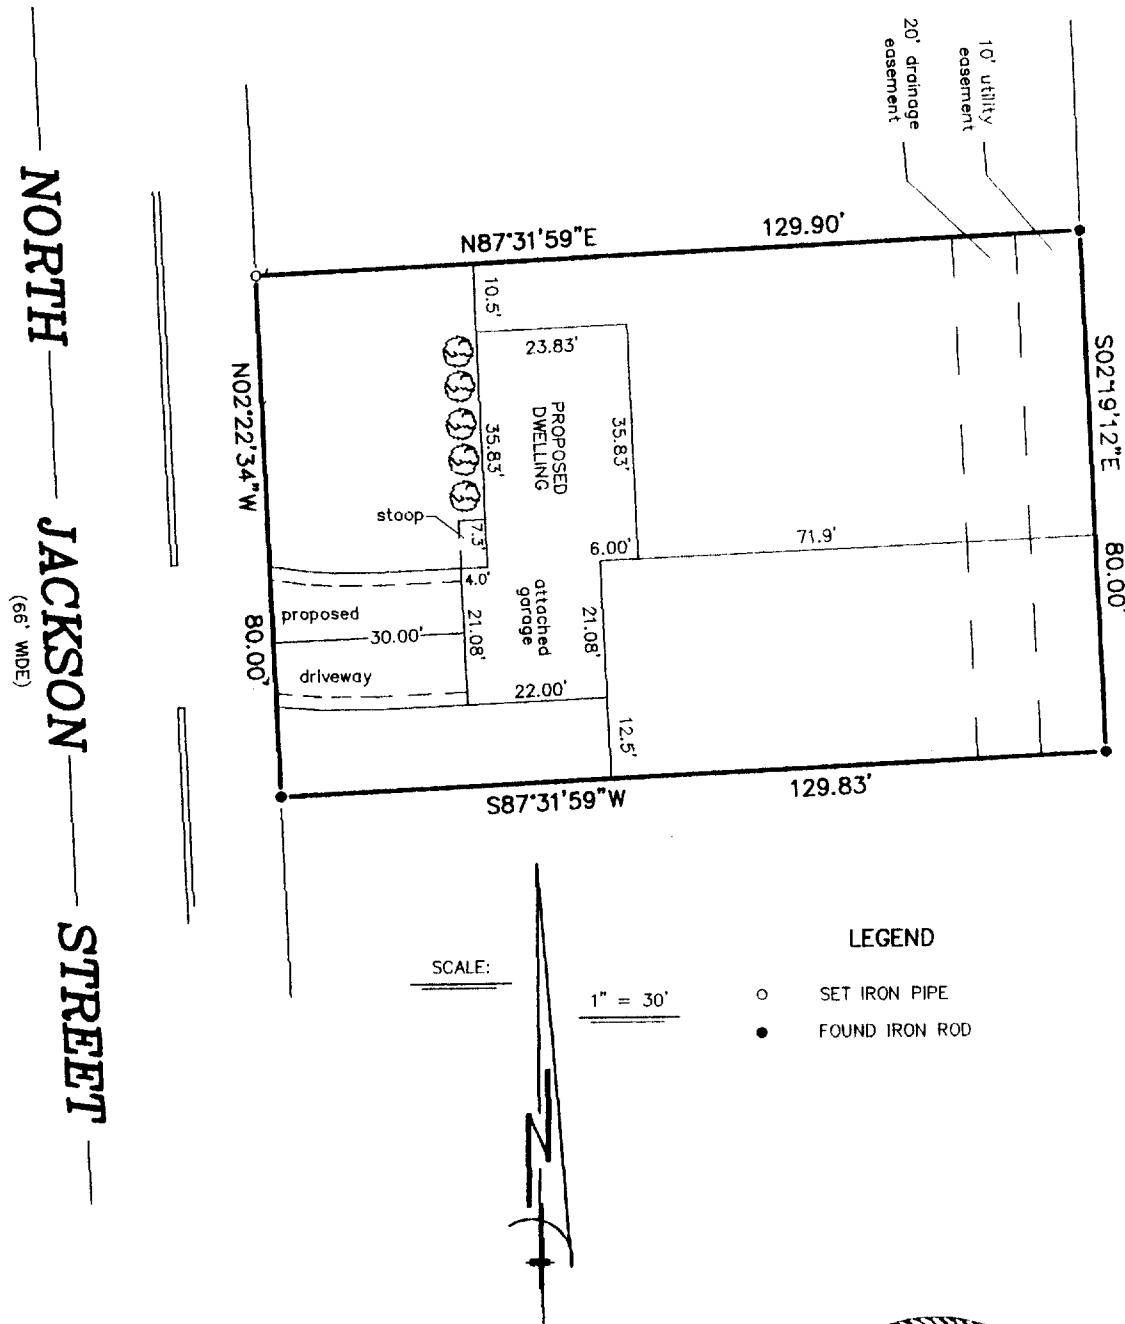 10' utility
easement
20' drainage
easement
N87°31'59"E
129.90'
S02°19'12"E
80.00'
N02°22'34"W
80.00'
10.5'
23.83'
PROPOSED
DWELLING
35.83'
35.83'
stoop
7.3'
6.00'
71.9'
4.0'
attached
garage
21.08'
21.08'
proposed
30.00'
driveway
22.00'
12.5'
S87°31'59"W
129.83'
NORTH JACKSON STREET
(66' WIDE)
SCALE:
1" = 30'
N
LEGEND
SET IRON PIPE
FOUND IRON ROD